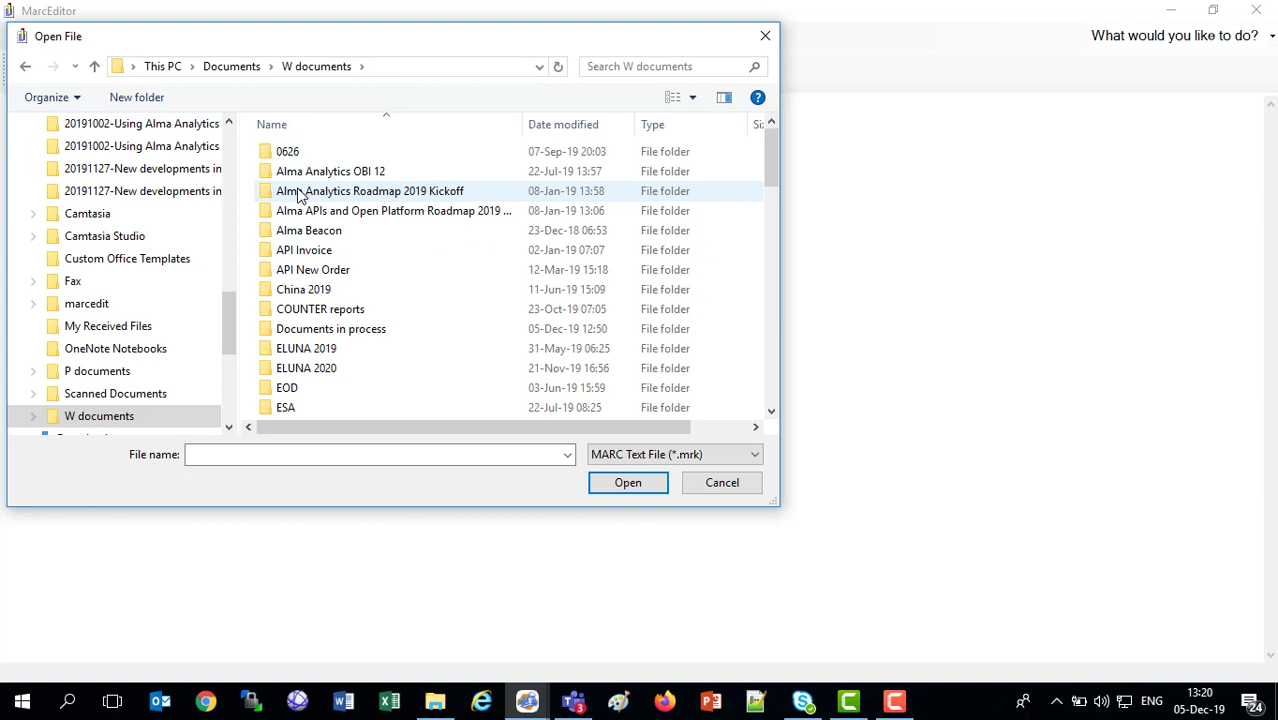 MarcEditor
Open File
What would you like to do?
This PC Documents W documents
Search W documents
Organize New folder
Name Date modified Type Si
20191002-Using Alma Analytics
20191002-Using Alma Analytics
20191127-New developments in
20191127-New developments in
Camtasia
Camtasia Studio
Custom Office Templates
Fax
marcedit
My Received Files
OneNote Notebooks
P documents
Scanned Documents
W documents
0626 07-Sep-19 20:03 File folder
Alma Analytics OBI 12 22-Jul-19 13:57 File folder
Alma Analytics Roadmap 2019 Kickoff 08-Jan-19 13:58 File folder
Alma APIs and Open Platform Roadmap 2019 ... 08-Jan-19 13:06 File folder
Alma Beacon 23-Dec-18 06:53 File folder
API Invoice 02-Jan-19 07:07 File folder
API New Order 12-Mar-19 15:18 File folder
China 2019 11-Jun-19 15:09 File folder
COUNTER reports 23-Oct-19 07:05 File folder
Documents in process 05-Dec-19 12:50 File folder
ELUNA 2019 31-May-19 06:25 File folder
ELUNA 2020 21-Nov-19 16:56 File folder
EOD 03-Jun-19 15:59 File folder
ESA 22-Jul-19 08:25 File folder
File name: MARC Text File (*.mrk)
Open Cancel
ENG
13:20
05-Dec-19
24
3